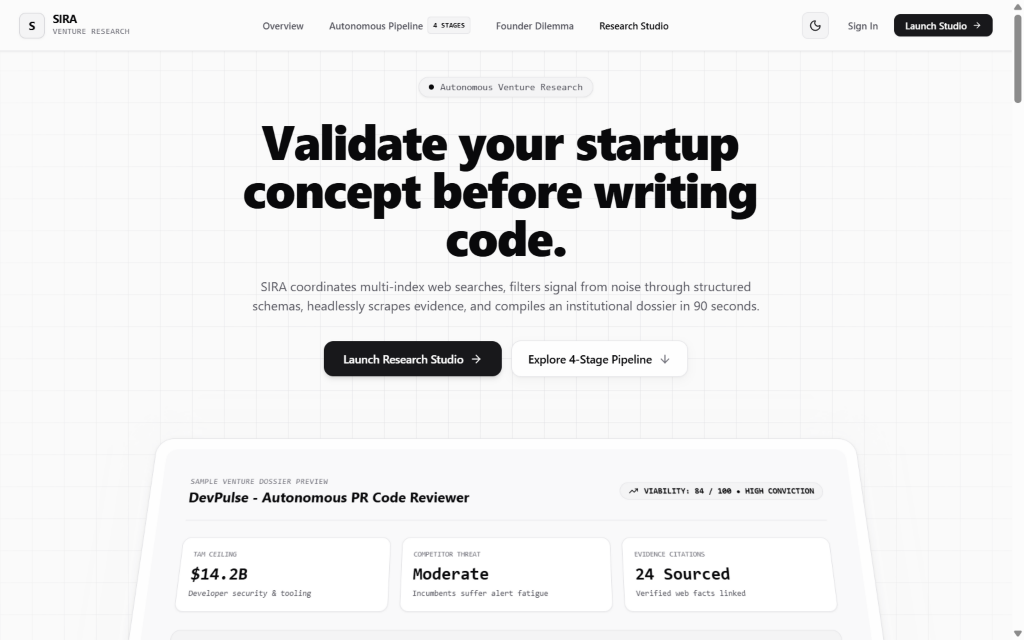 S
SIRA
VENTURE RESEARCH
Overview
Autonomous Pipeline
4 STAGES
Founder Dilemma
Research Studio
Sign In
Launch Studio →
Autonomous Venture Research
Validate your startup
concept before writing
code.
SIRA coordinates multi-index web searches, filters signal from noise through structured
schemas, headlessly scrapes evidence, and compiles an institutional dossier in 90 seconds.
Launch Research Studio →
Explore 4-Stage Pipeline ↓
SAMPLE VENTURE DOSSIER PREVIEW
DevPulse - Autonomous PR Code Reviewer
VIABILITY: 84 / 100 • HIGH CONVICTION
TAM CEILING
$14.2B
Developer security & tooling
COMPETITOR THREAT
Moderate
Incumbents suffer alert fatigue
EVIDENCE CITATIONS
24 Sourced
Verified web facts linked